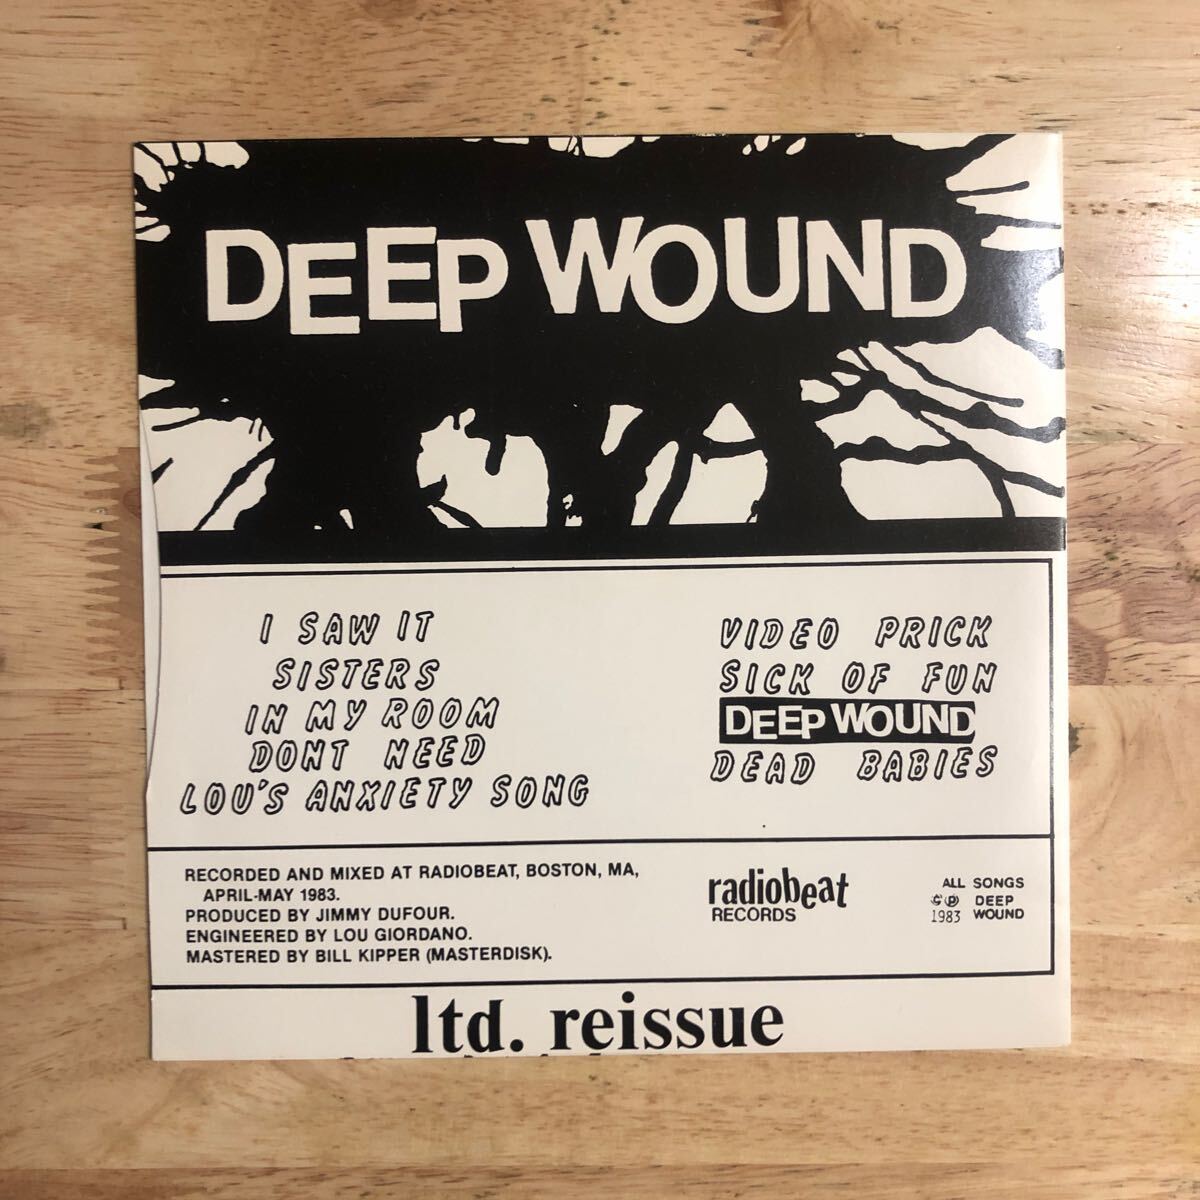 DEEP WOUND
I SAW IT
SISTERS
IN MY ROOM
DONT NEED
LOU'S ANXIETY SONG
VIDEO PRICK
SICK OF FUN
DEEP WOUND
DEAD BABIES
RECORDED AND MIXED AT RADIOBEAT, BOSTON, MA,
APRIL-MAY 1983.
PRODUCED BY JIMMY DUFOUR.
ENGINEERED BY LOU GIORDANO.
MASTERED BY BILL KIPPER (MASTERDISK).
radiobeat
RECORDS
ALL SONGS
© ℗ DEEP
1983 WOUND
ltd. reissue